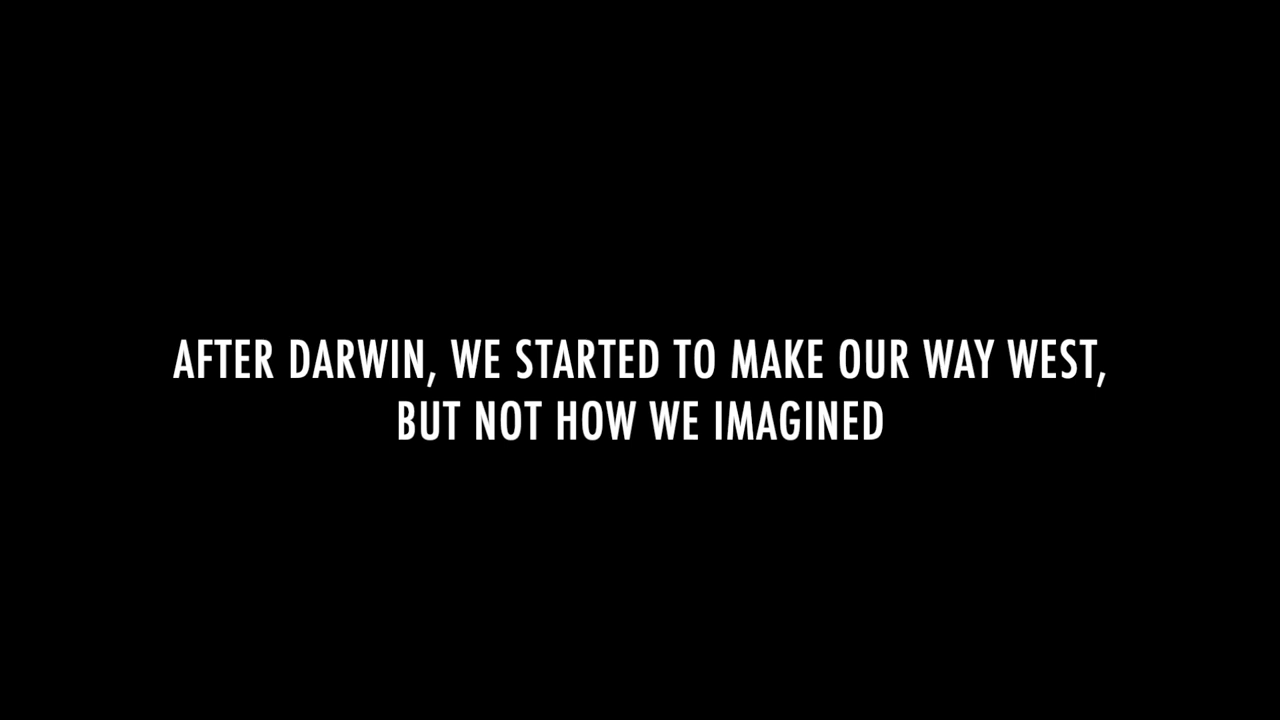 AFTER DARWIN, WE STARTED TO MAKE OUR WAY WEST,
BUT NOT HOW WE IMAGINED